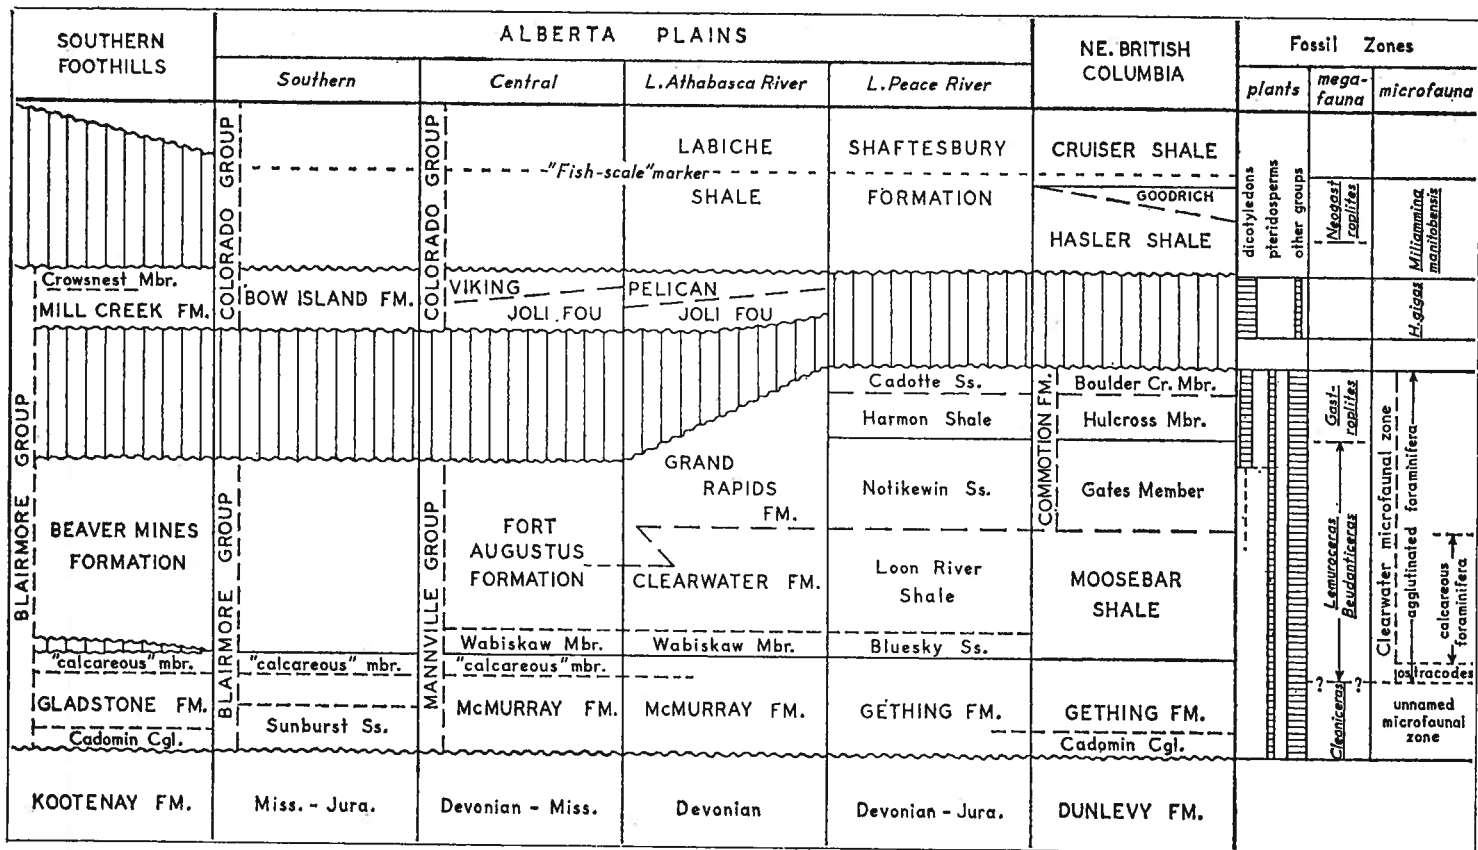 SOUTHERN
FOOTHILLS
ALBERTA PLAINS
Southern
Central
L. Athabasca River
L. Peace River
NE. BRITISH
COLUMBIA
Fossil Zones
plants
mega-
fauna
microfauna
COLORADO GROUP
COLORADO GROUP
"Fish-scale" marker
LABICHE
SHALE
SHAFTESBURY
FORMATION
CRUISER SHALE
GOODRICH
HASLER SHALE
dicotyledons
pteridosperms
other groups
Neogast
roplites
Miliammina
manitobensis
Crowsnest Mbr.
MILL CREEK FM.
BOW ISLAND FM.
VIKING
JOLI FOU
PELICAN
JOLI FOU
H. gigas
BLAIRMORE GROUP
BLAIRMORE GROUP
MANNVILLE GROUP
COMMOTION FM.
Cadotte Ss.
Harmon Shale
Boulder Cr. Mbr.
Hulcross Mbr.
Gast-
roplites
BEAVER MINES
FORMATION
FORT
AUGUSTUS
FORMATION
GRAND
RAPIDS
FM.
CLEARWATER FM.
Notikewin Ss.
Loon River
Shale
Gates Member
MOOSEBAR
SHALE
Lemuroceras
Beudanticeras
Clearwater microfaunal zone
agglutinated foraminifera
calcareous
foraminifera
ostracodes
Wabiskaw Mbr.
Wabiskaw Mbr.
Bluesky Ss.
"calcareous" mbr.
"calcareous" mbr.
"calcareous" mbr.
GLADSTONE FM.
Cadomin Cgl.
Sunburst Ss.
McMURRAY FM.
McMURRAY FM.
GETHING FM.
GETHING FM.
Cadomin Cgl.
? ?
Cleoniceras
unnamed
microfaunal
zone
KOOTENAY FM.
Miss. - Jura.
Devonian - Miss.
Devonian
Devonian - Jura.
DUNLEVY FM.